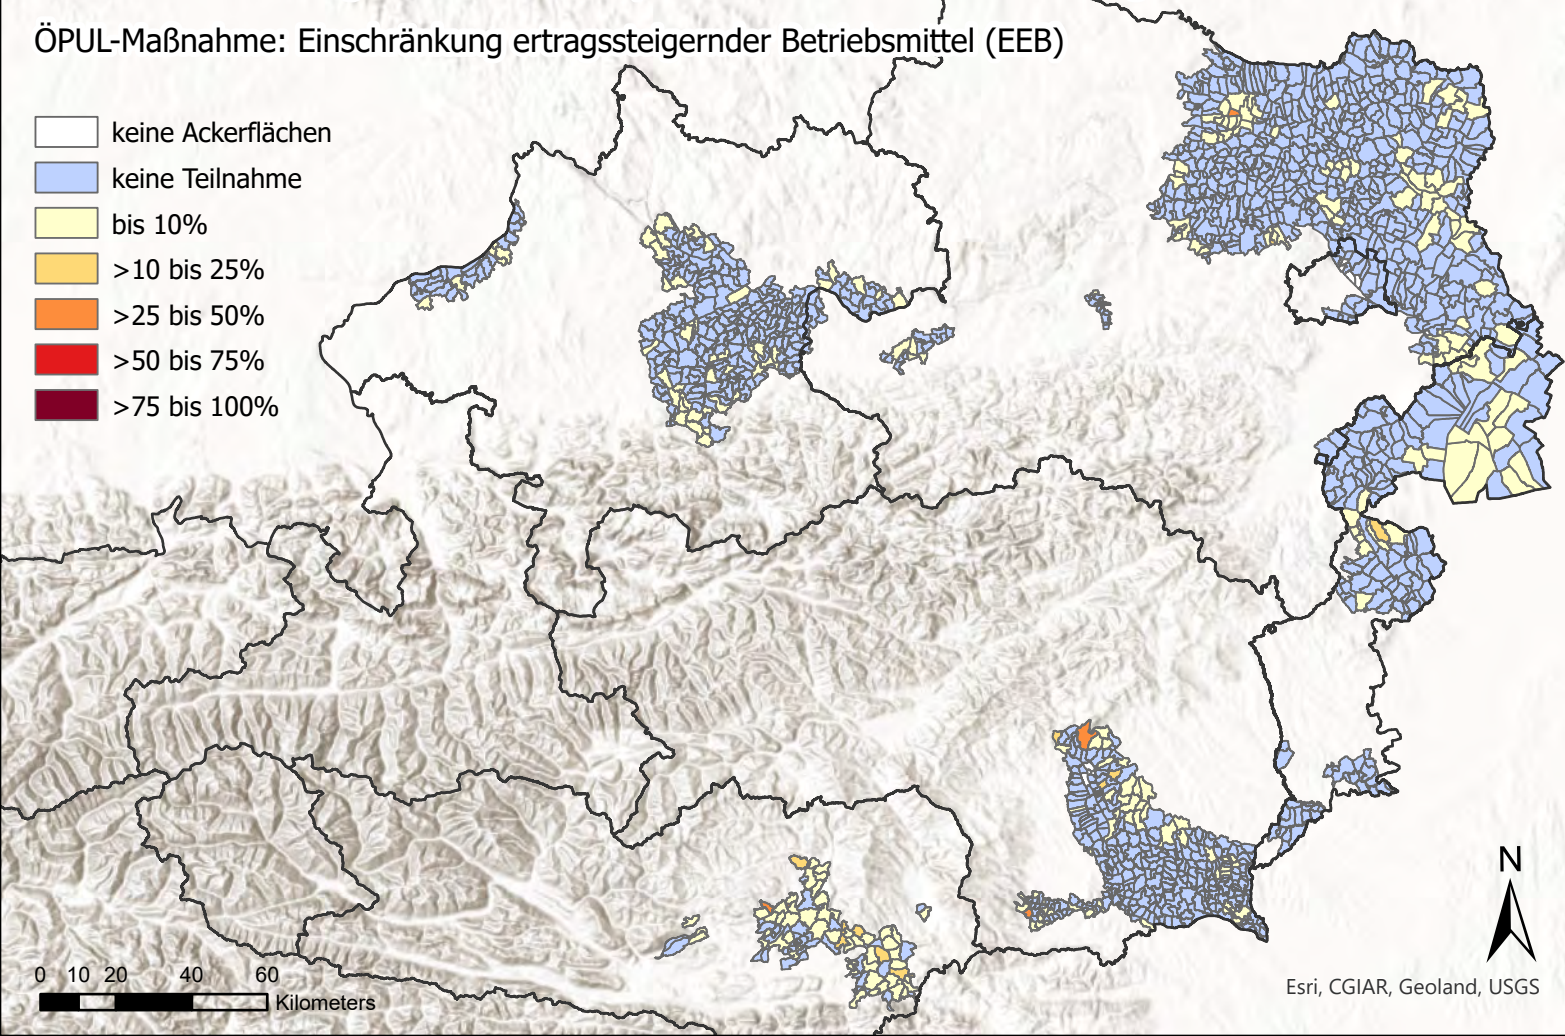 ÖPUL-Maßnahme: Einschränkung ertragssteigernder Betriebsmittel (EEB)
keine Ackerflächen
keine Teilnahme
bis 10%
>10 bis 25%
>25 bis 50%
>50 bis 75%
>75 bis 100%
N
0 10 20 40 60
Kilometers
Esri, CGIAR, Geoland, USGS